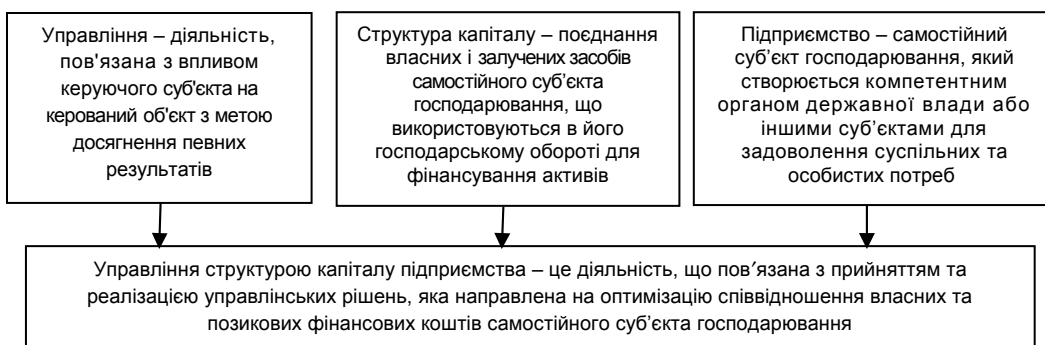 Управління – діяльність,
пов'язана з впливом
керуючого суб'єкта на
керований об'єкт з метою
досягнення певних
результатів
Структура капіталу – поєднання
власних і залучених засобів
самостійного суб’єкта
господарювання, що
використовуються в його
господарському обороті для
фінансування активів
Підприємство – самостійний
суб’єкт господарювання, який
створюється компетентним
органом державної влади або
іншими суб’єктами для
задоволення суспільних та
особистих потреб
Управління структурою капіталу підприємства – це діяльність, що пов′язана з прийняттям та
реалізацією управлінських рішень, яка направлена на оптимізацію співвідношення власних та
позикових фінансових коштів самостійного суб’єкта господарювання